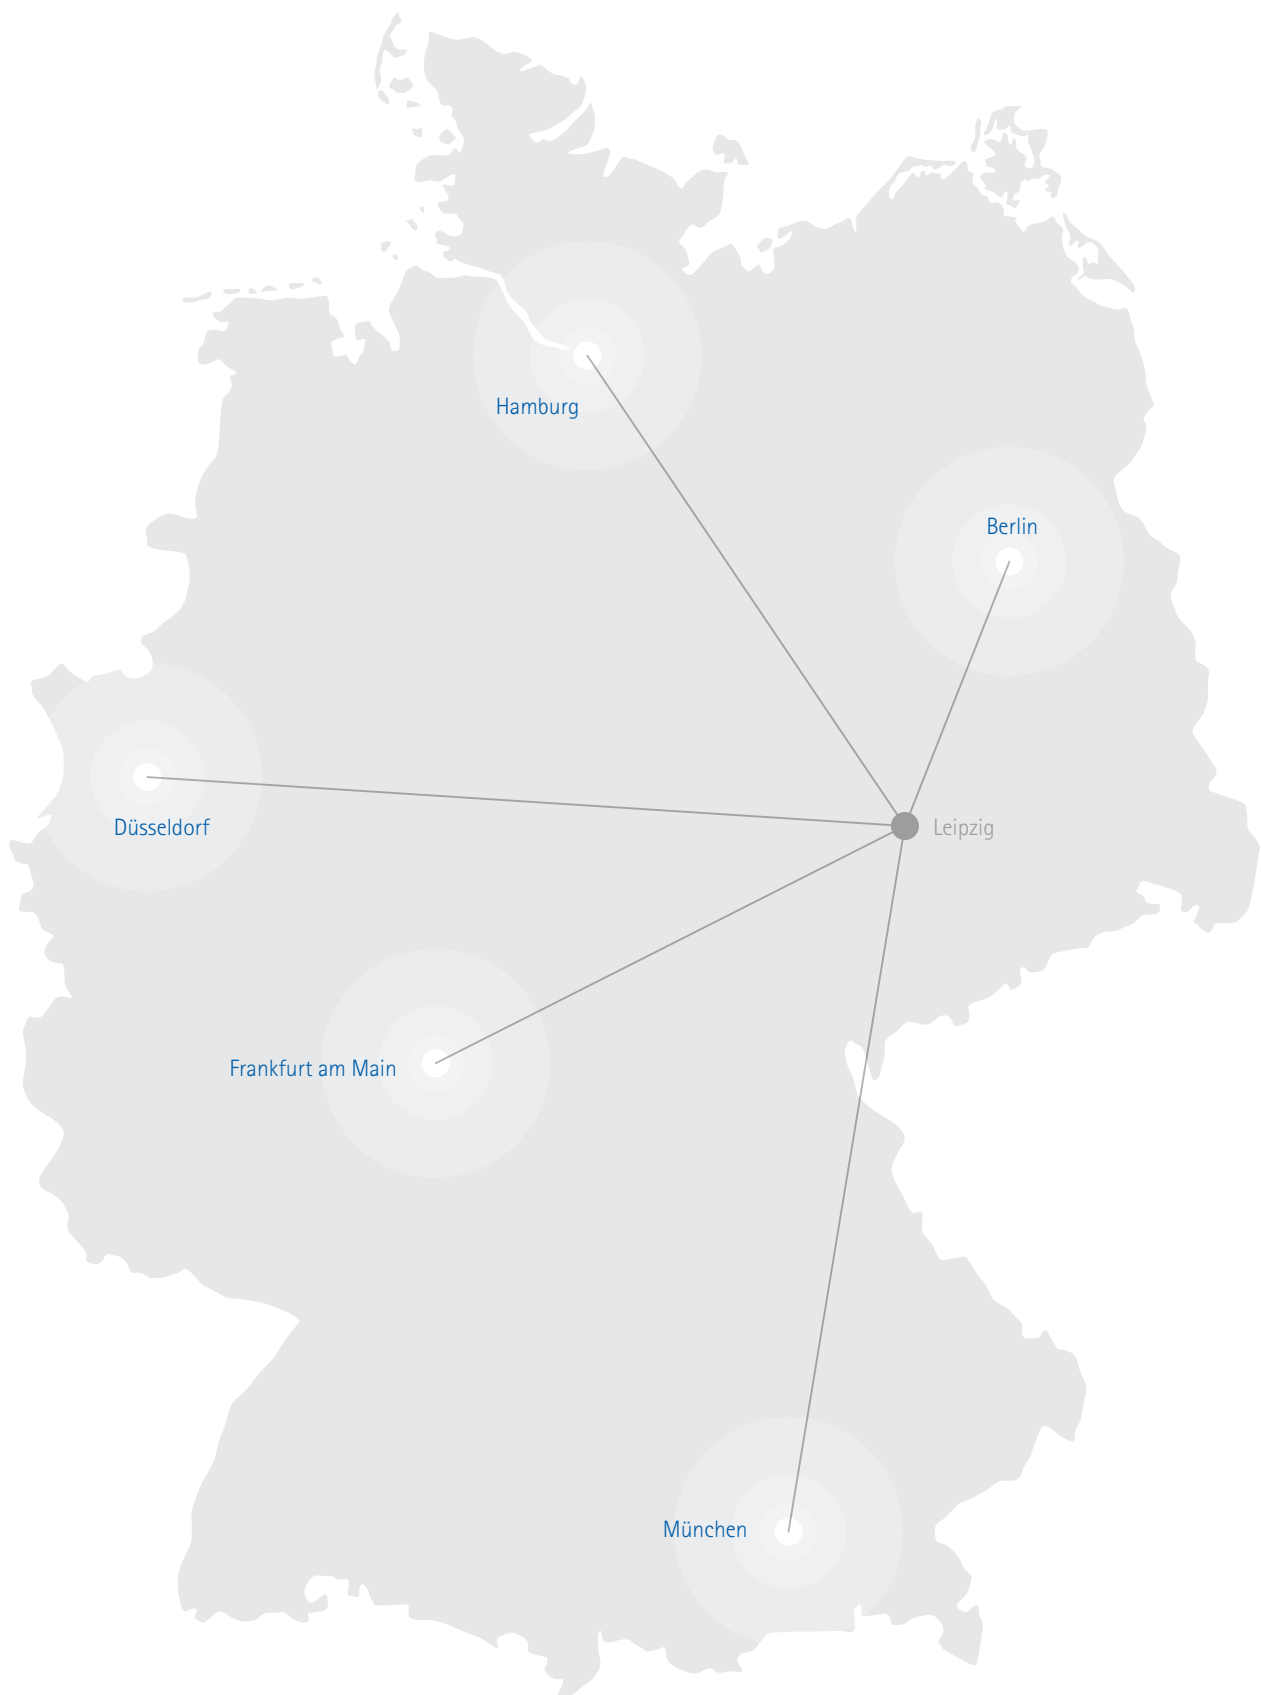 Hamburg
Berlin
Düsseldorf
Leipzig
Frankfurt am Main
München